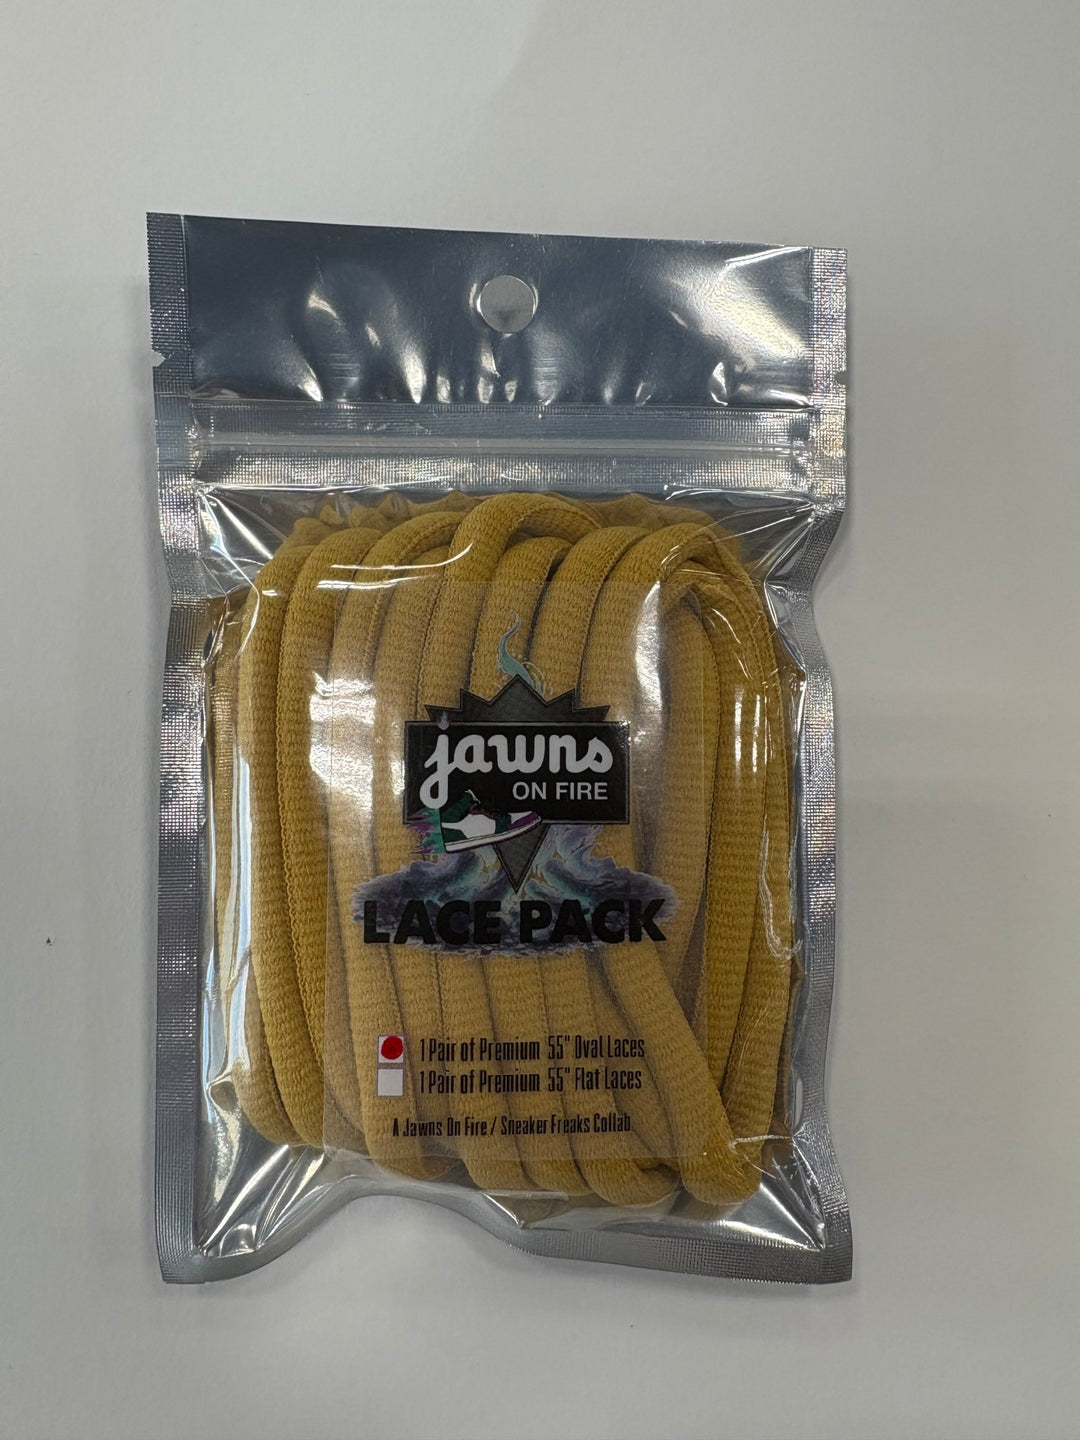 jawns
ON FIRE
LACE PACK
1 Pair of Premium 55" Oval Laces
1 Pair of Premium 55" Flat Laces
A Jawns On Fire / Sneaker Freaks Collab.